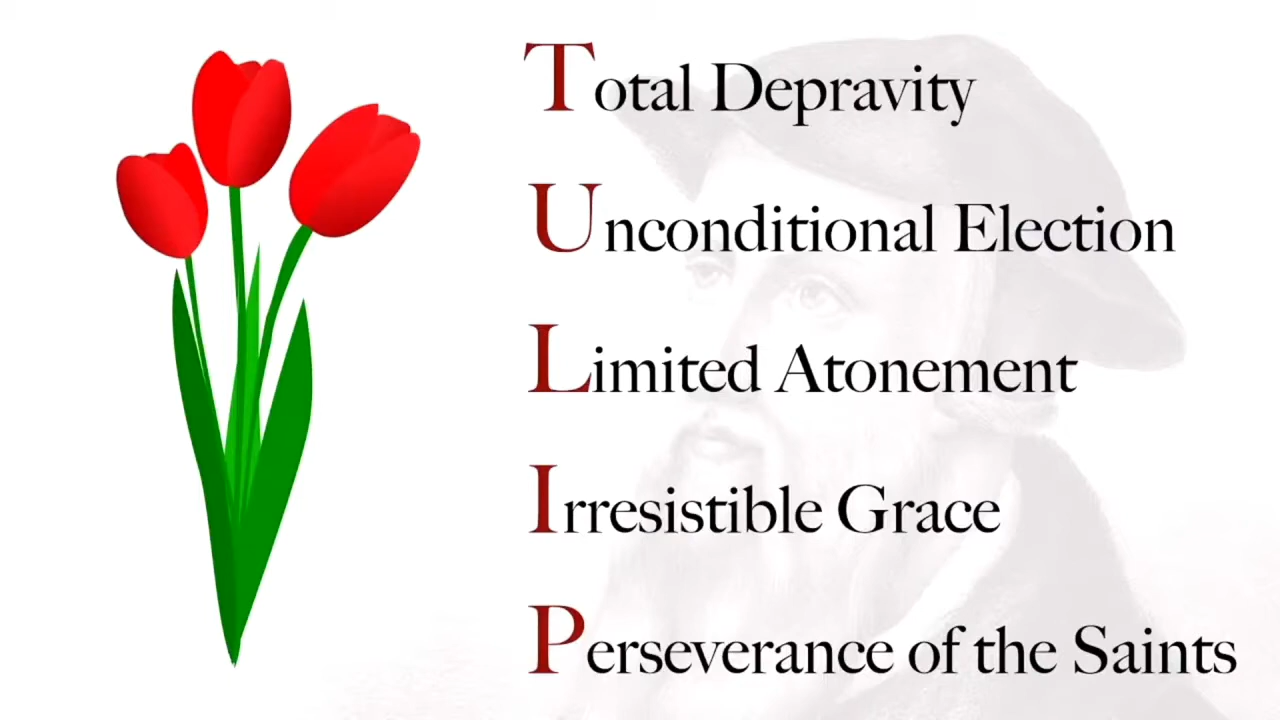 Total Depravity
Unconditional Election
Limited Atonement
Irresistible Grace
Perseverance of the Saints